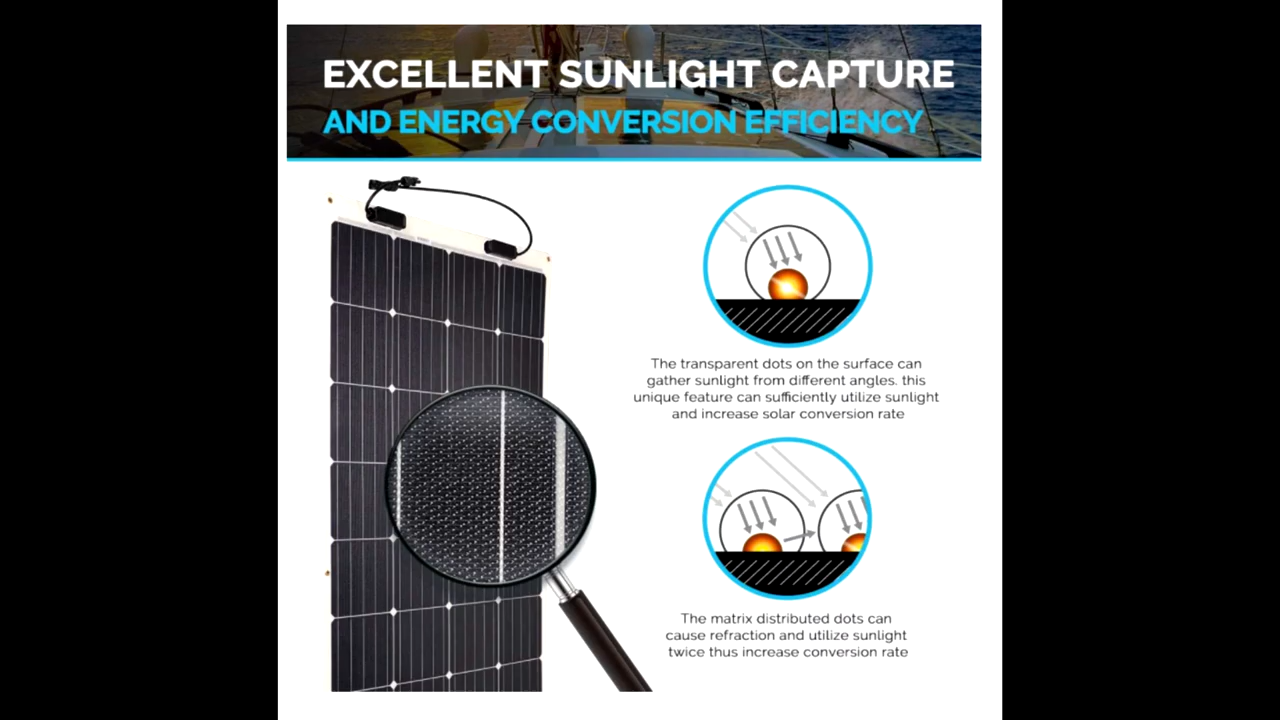 EXCELLENT SUNLIGHT CAPTURE
AND ENERGY CONVERSION EFFICIENCY
The transparent dots on the surface can
gather sunlight from different angles. this
unique feature can sufficiently utilize sunlight
and increase solar conversion rate
The matrix distributed dots can
cause refraction and utilize sunlight
twice thus increase conversion rate